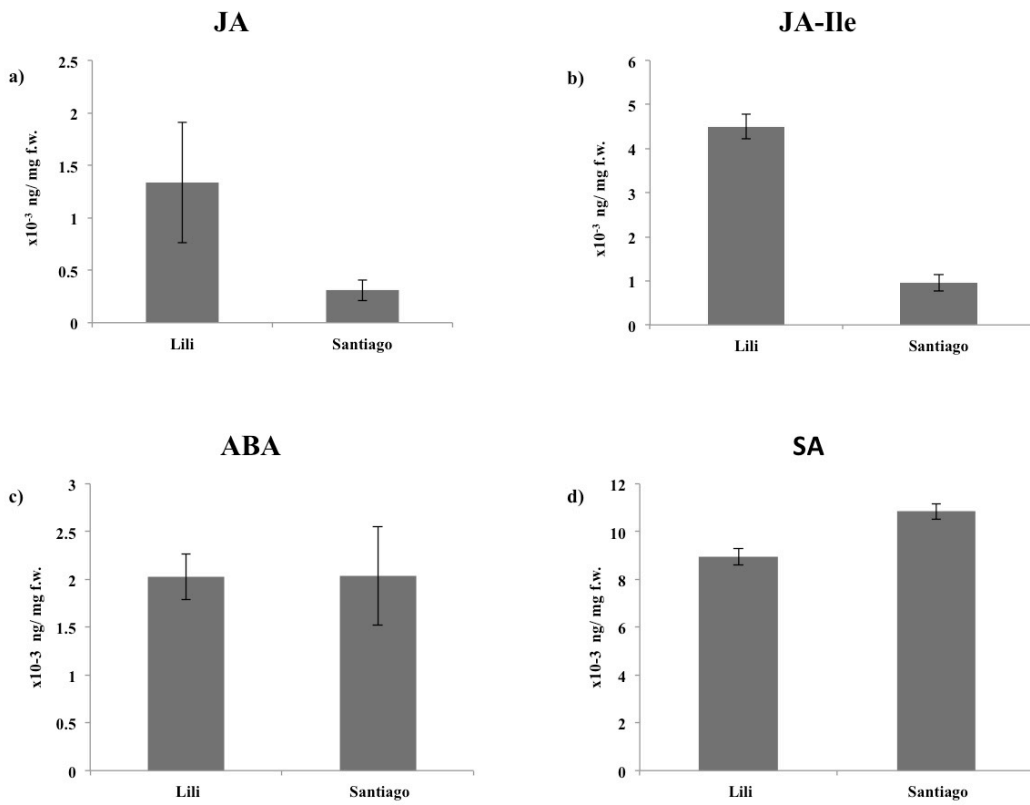 JA
a)
x10⁻³ ng/ mg f.w.
2.5
2
1.5
1
0.5
0
Lili Santiago
JA-Ile
b)
x10⁻³ ng/ mg f.w.
6
5
4
3
2
1
0
Lili Santiago
ABA
c)
x10-3 ng/ mg f.w.
3
2.5
2
1.5
1
0.5
0
Lili Santiago
SA
d)
x10-3 ng/ mg f.w.
12
10
8
6
4
2
0
Lili Santiago